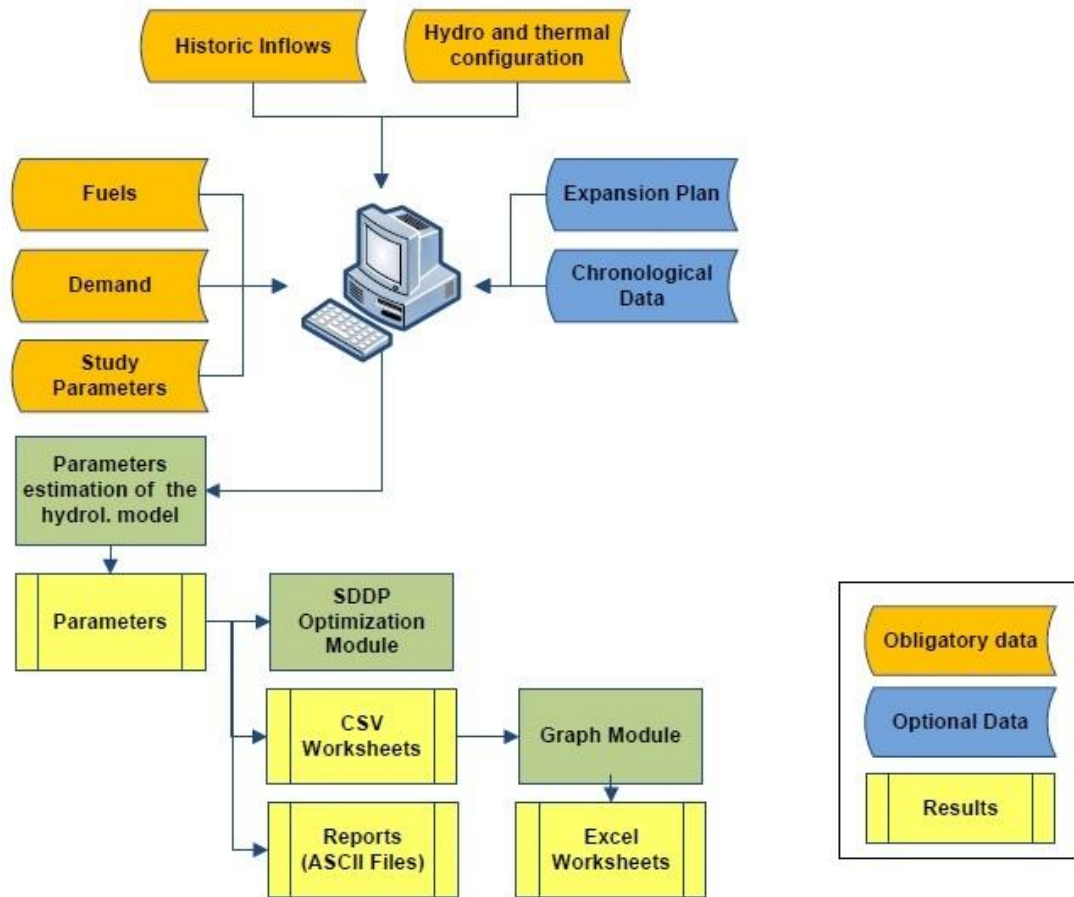 Historic Inflows
Hydro and thermal
configuration
Fuels
Expansion Plan
Demand
Chronological
Data
Study
Parameters
Parameters
estimation of the
hydrol. model
Parameters
SDDP
Optimization
Module
CSV
Worksheets
Graph Module
Reports
(ASCII Files)
Excel
Worksheets
Obligatory data
Optional Data
Results